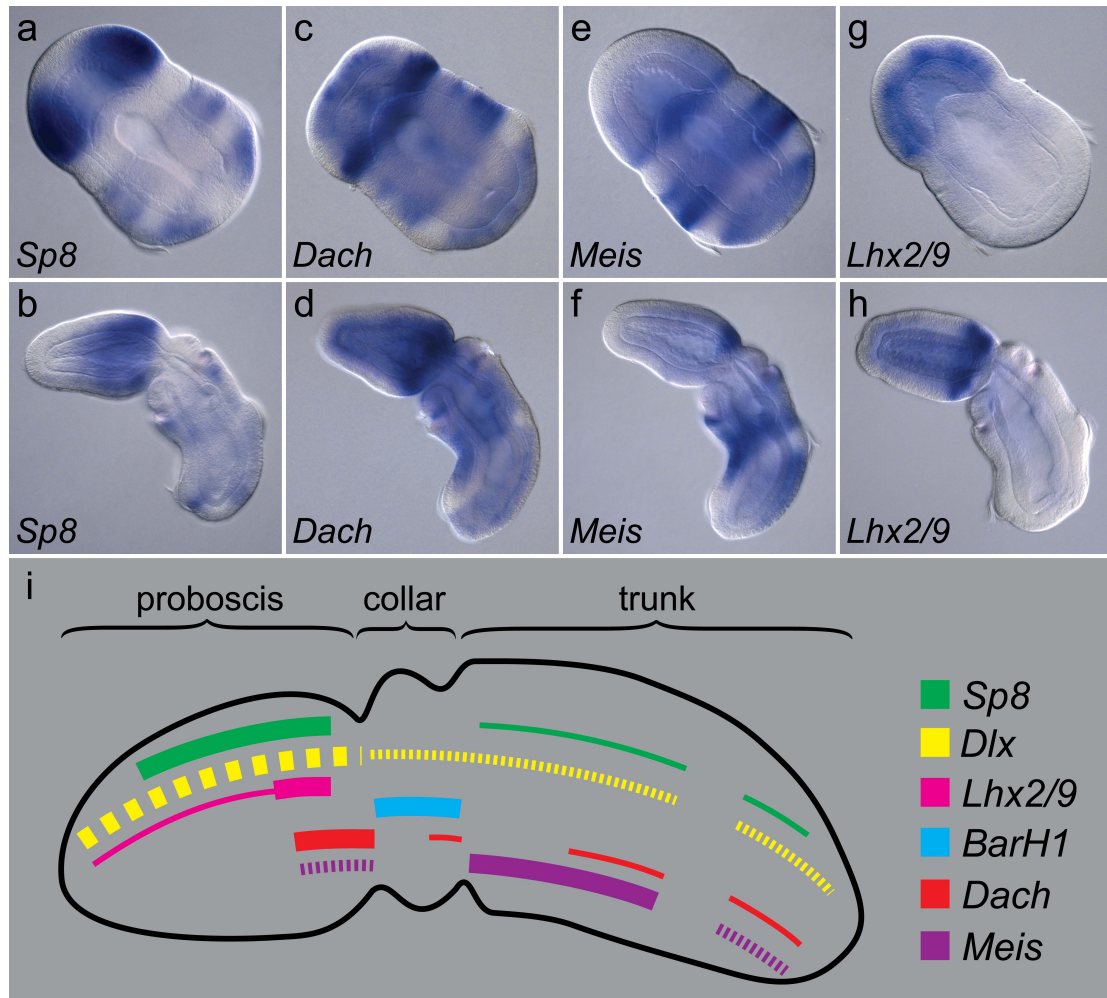 a
c
e
g
Sp8
Dach
Meis
Lhx2/9
b
d
f
h
Sp8
Dach
Meis
Lhx2/9
i
proboscis
collar
trunk
Sp8
Dlx
Lhx2/9
BarH1
Dach
Meis